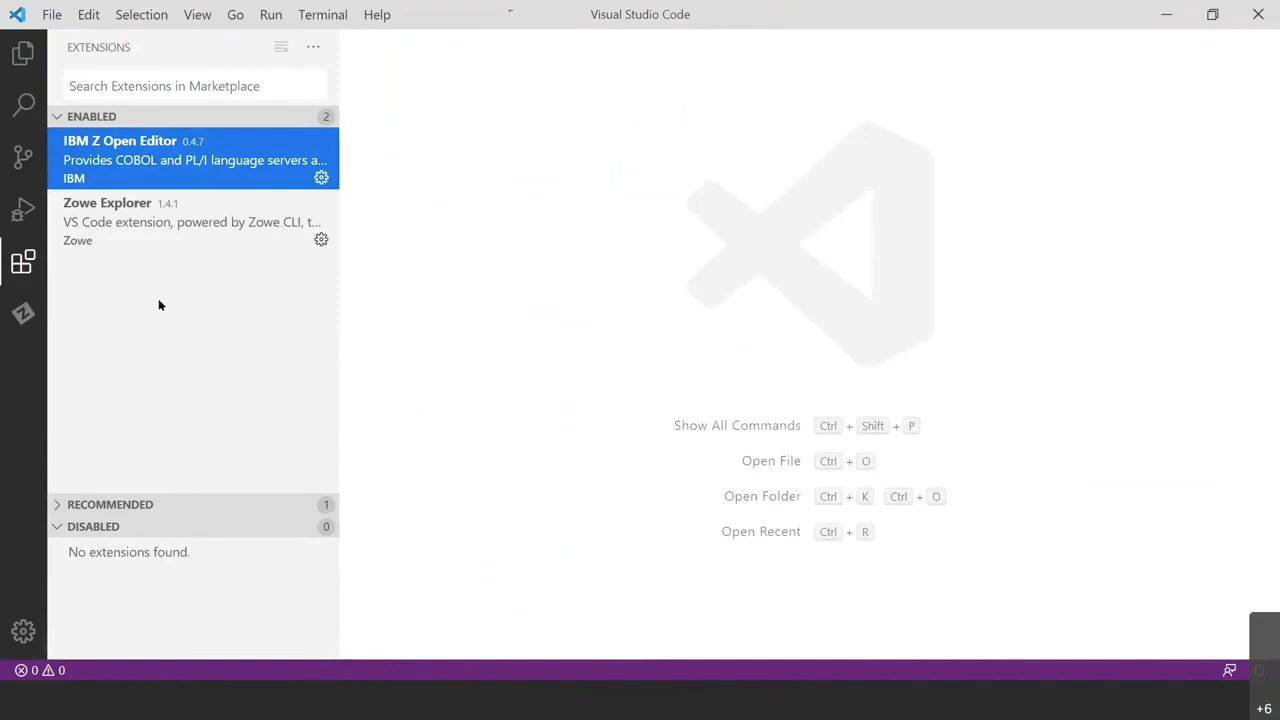 File Edit Selection View Go Run Terminal Help
Visual Studio Code
EXTENSIONS
Search Extensions in Marketplace
ENABLED 2
IBM Z Open Editor 0.4.7
Provides COBOL and PL/I language servers a...
IBM
Zowe Explorer 1.4.1
VS Code extension, powered by Zowe CLI, t...
Zowe
Show All Commands Ctrl + Shift + P
Open File Ctrl + O
Open Folder Ctrl + K Ctrl + O
Open Recent Ctrl + R
RECOMMENDED 1
DISABLED 0
No extensions found.
0 0
+6